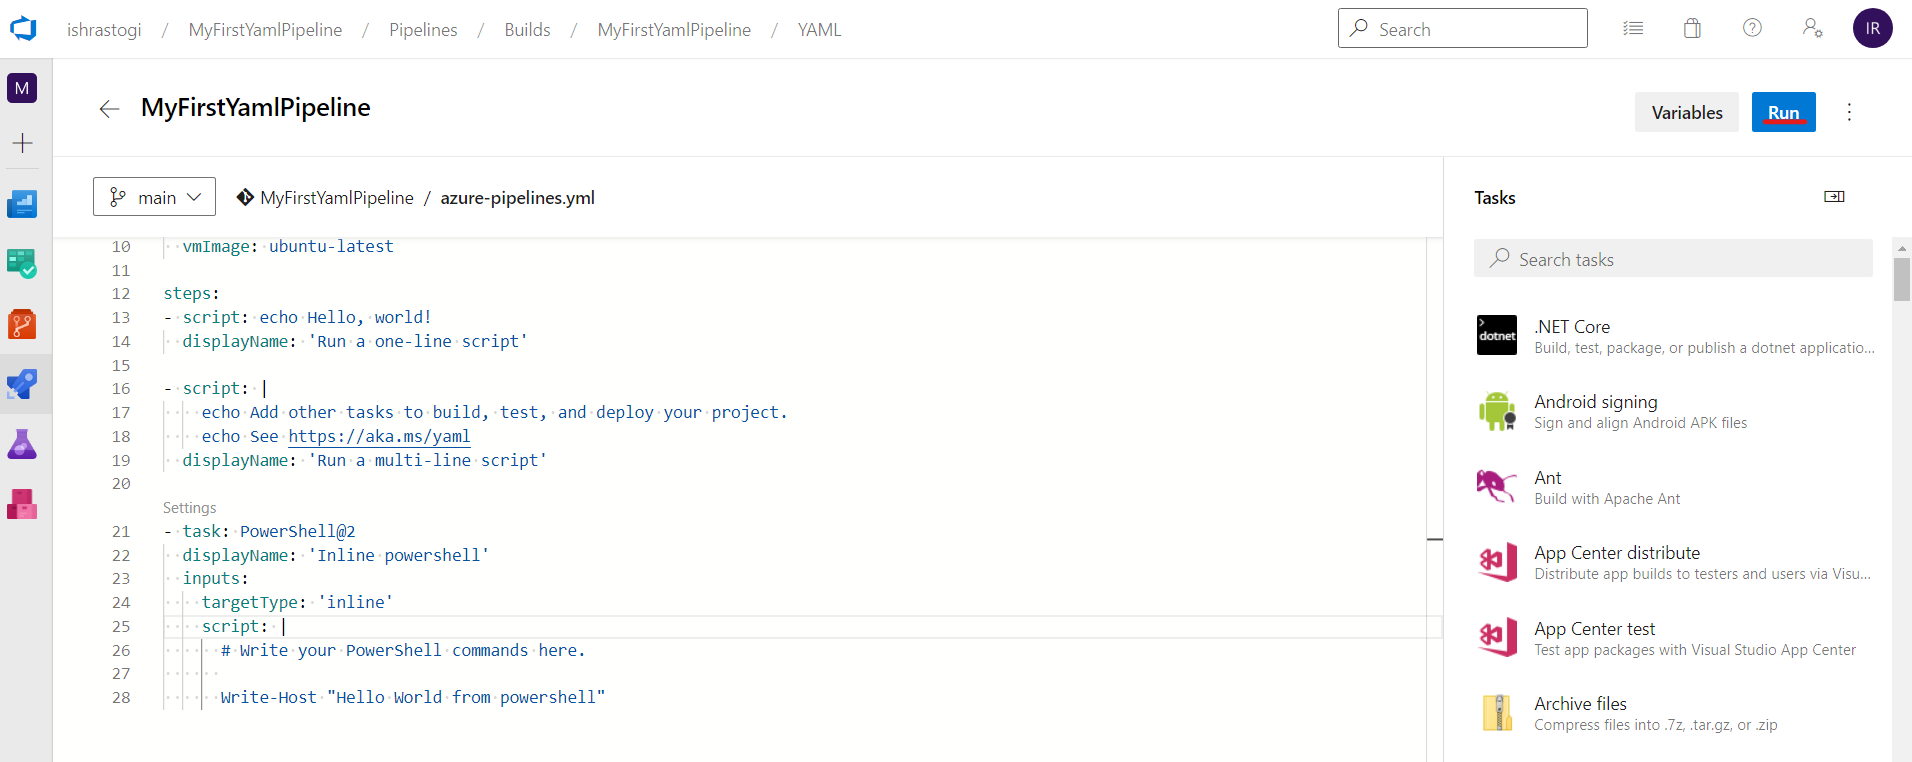 ishrastogi / MyFirstYamlPipeline / Pipelines / Builds / MyFirstYamlPipeline / YAML
Search
IR
M
MyFirstYamlPipeline
Variables
Run
main
MyFirstYamlPipeline / azure-pipelines.yml
10 vmImage: ubuntu-latest
11
12 steps:
13 - script: echo Hello, world!
14 displayName: 'Run a one-line script'
15
16 - script: |
17 echo Add other tasks to build, test, and deploy your project.
18 echo See https://aka.ms/yaml
19 displayName: 'Run a multi-line script'
20
Settings
21 - task: PowerShell@2
22 displayName: 'Inline powershell'
23 inputs:
24 targetType: 'inline'
25 script: |
26 # Write your PowerShell commands here.
27
28 Write-Host "Hello World from powershell"
Tasks
Search tasks
dotnet
.NET Core
Build, test, package, or publish a dotnet applicatio...
Android signing
Sign and align Android APK files
Ant
Build with Apache Ant
App Center distribute
Distribute app builds to testers and users via Visu...
App Center test
Test app packages with Visual Studio App Center
Archive files
Compress files into .7z, .tar.gz, or .zip